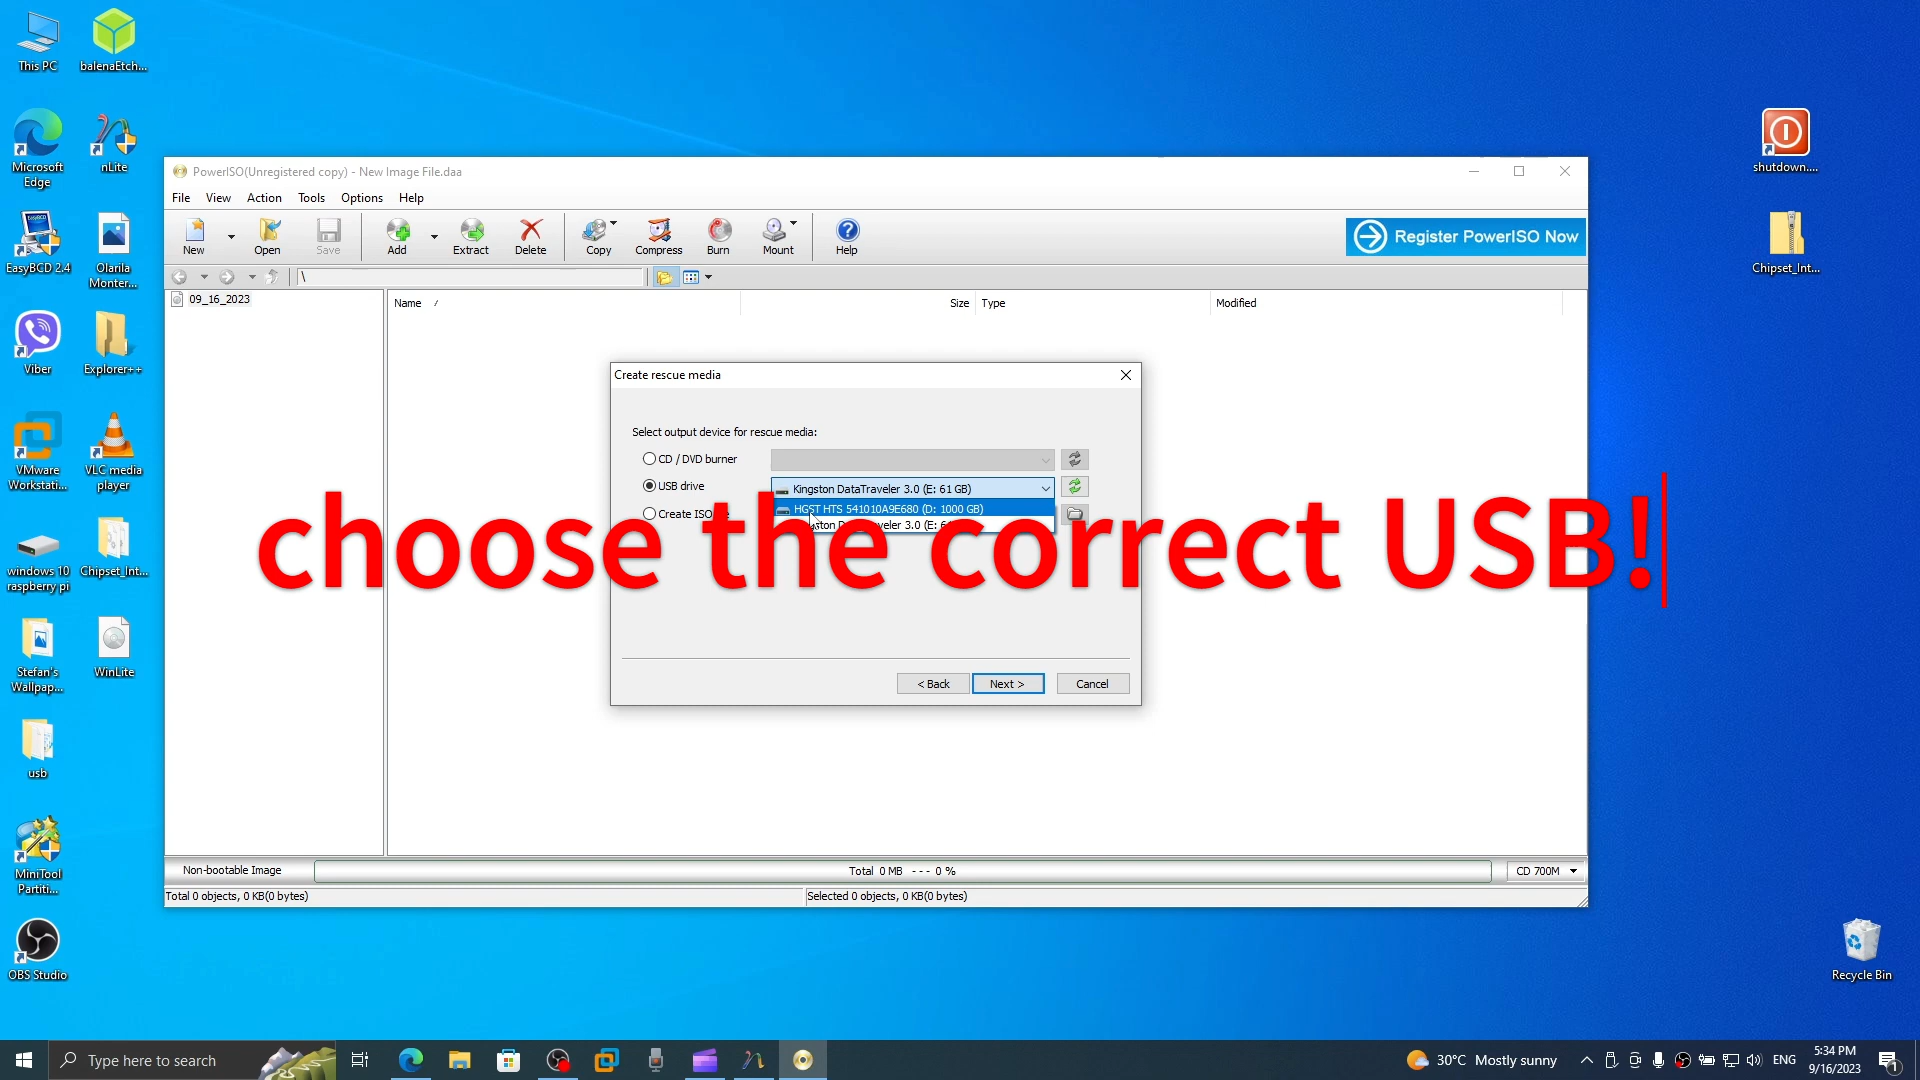 This PC
balenaEtch...
Microsoft
Edge
nLite
EasyBCD 2.4
Olarila
Monter...
Viber
Explorer++
VMware
Workstati...
VLC media
player
windows 10
raspberry pi
Chipset_Int...
Stefan's
Wallpap...
WinLite
usb
MiniTool
Partiti...
OBS Studio
shutdown....
Chipset_Int...
Recycle Bin
PowerISO(Unregistered copy) - New Image File.daa
File View Action Tools Options Help
New Open Save Add Extract Delete Copy Compress Burn Mount Help
Register PowerISO Now
\
09_16_2023
Name / Size Type Modified
Create rescue media
Select output device for rescue media:
CD / DVD burner
USB drive
Kingston DataTraveler 3.0 (E: 61 GB)
HGST HTS 541010A9E680 (D: 1000 GB)
Create ISO
3.0 (E:
choose the correct USB!
< Back Next > Cancel
Non-bootable Image Total 0 MB --- 0 % CD 700M
Total 0 objects, 0 KB(0 bytes) Selected 0 objects, 0 KB(0 bytes)
Type here to search
30°C Mostly sunny
ENG
5:34 PM
9/16/2023
1